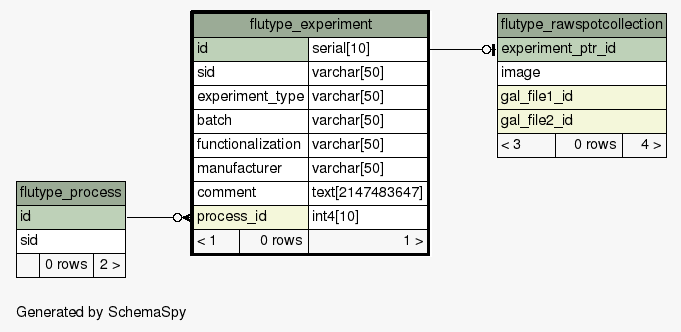 flutype_experiment
id serial[10]
sid varchar[50]
experiment_type varchar[50]
batch varchar[50]
functionalization varchar[50]
manufacturer varchar[50]
comment text[2147483647]
process_id int4[10]
< 1 0 rows 1 >
flutype_rawspotcollection
experiment_ptr_id
image
gal_file1_id
gal_file2_id
< 3 0 rows 4 >
flutype_process
id
sid
0 rows 2 >
Generated by SchemaSpy